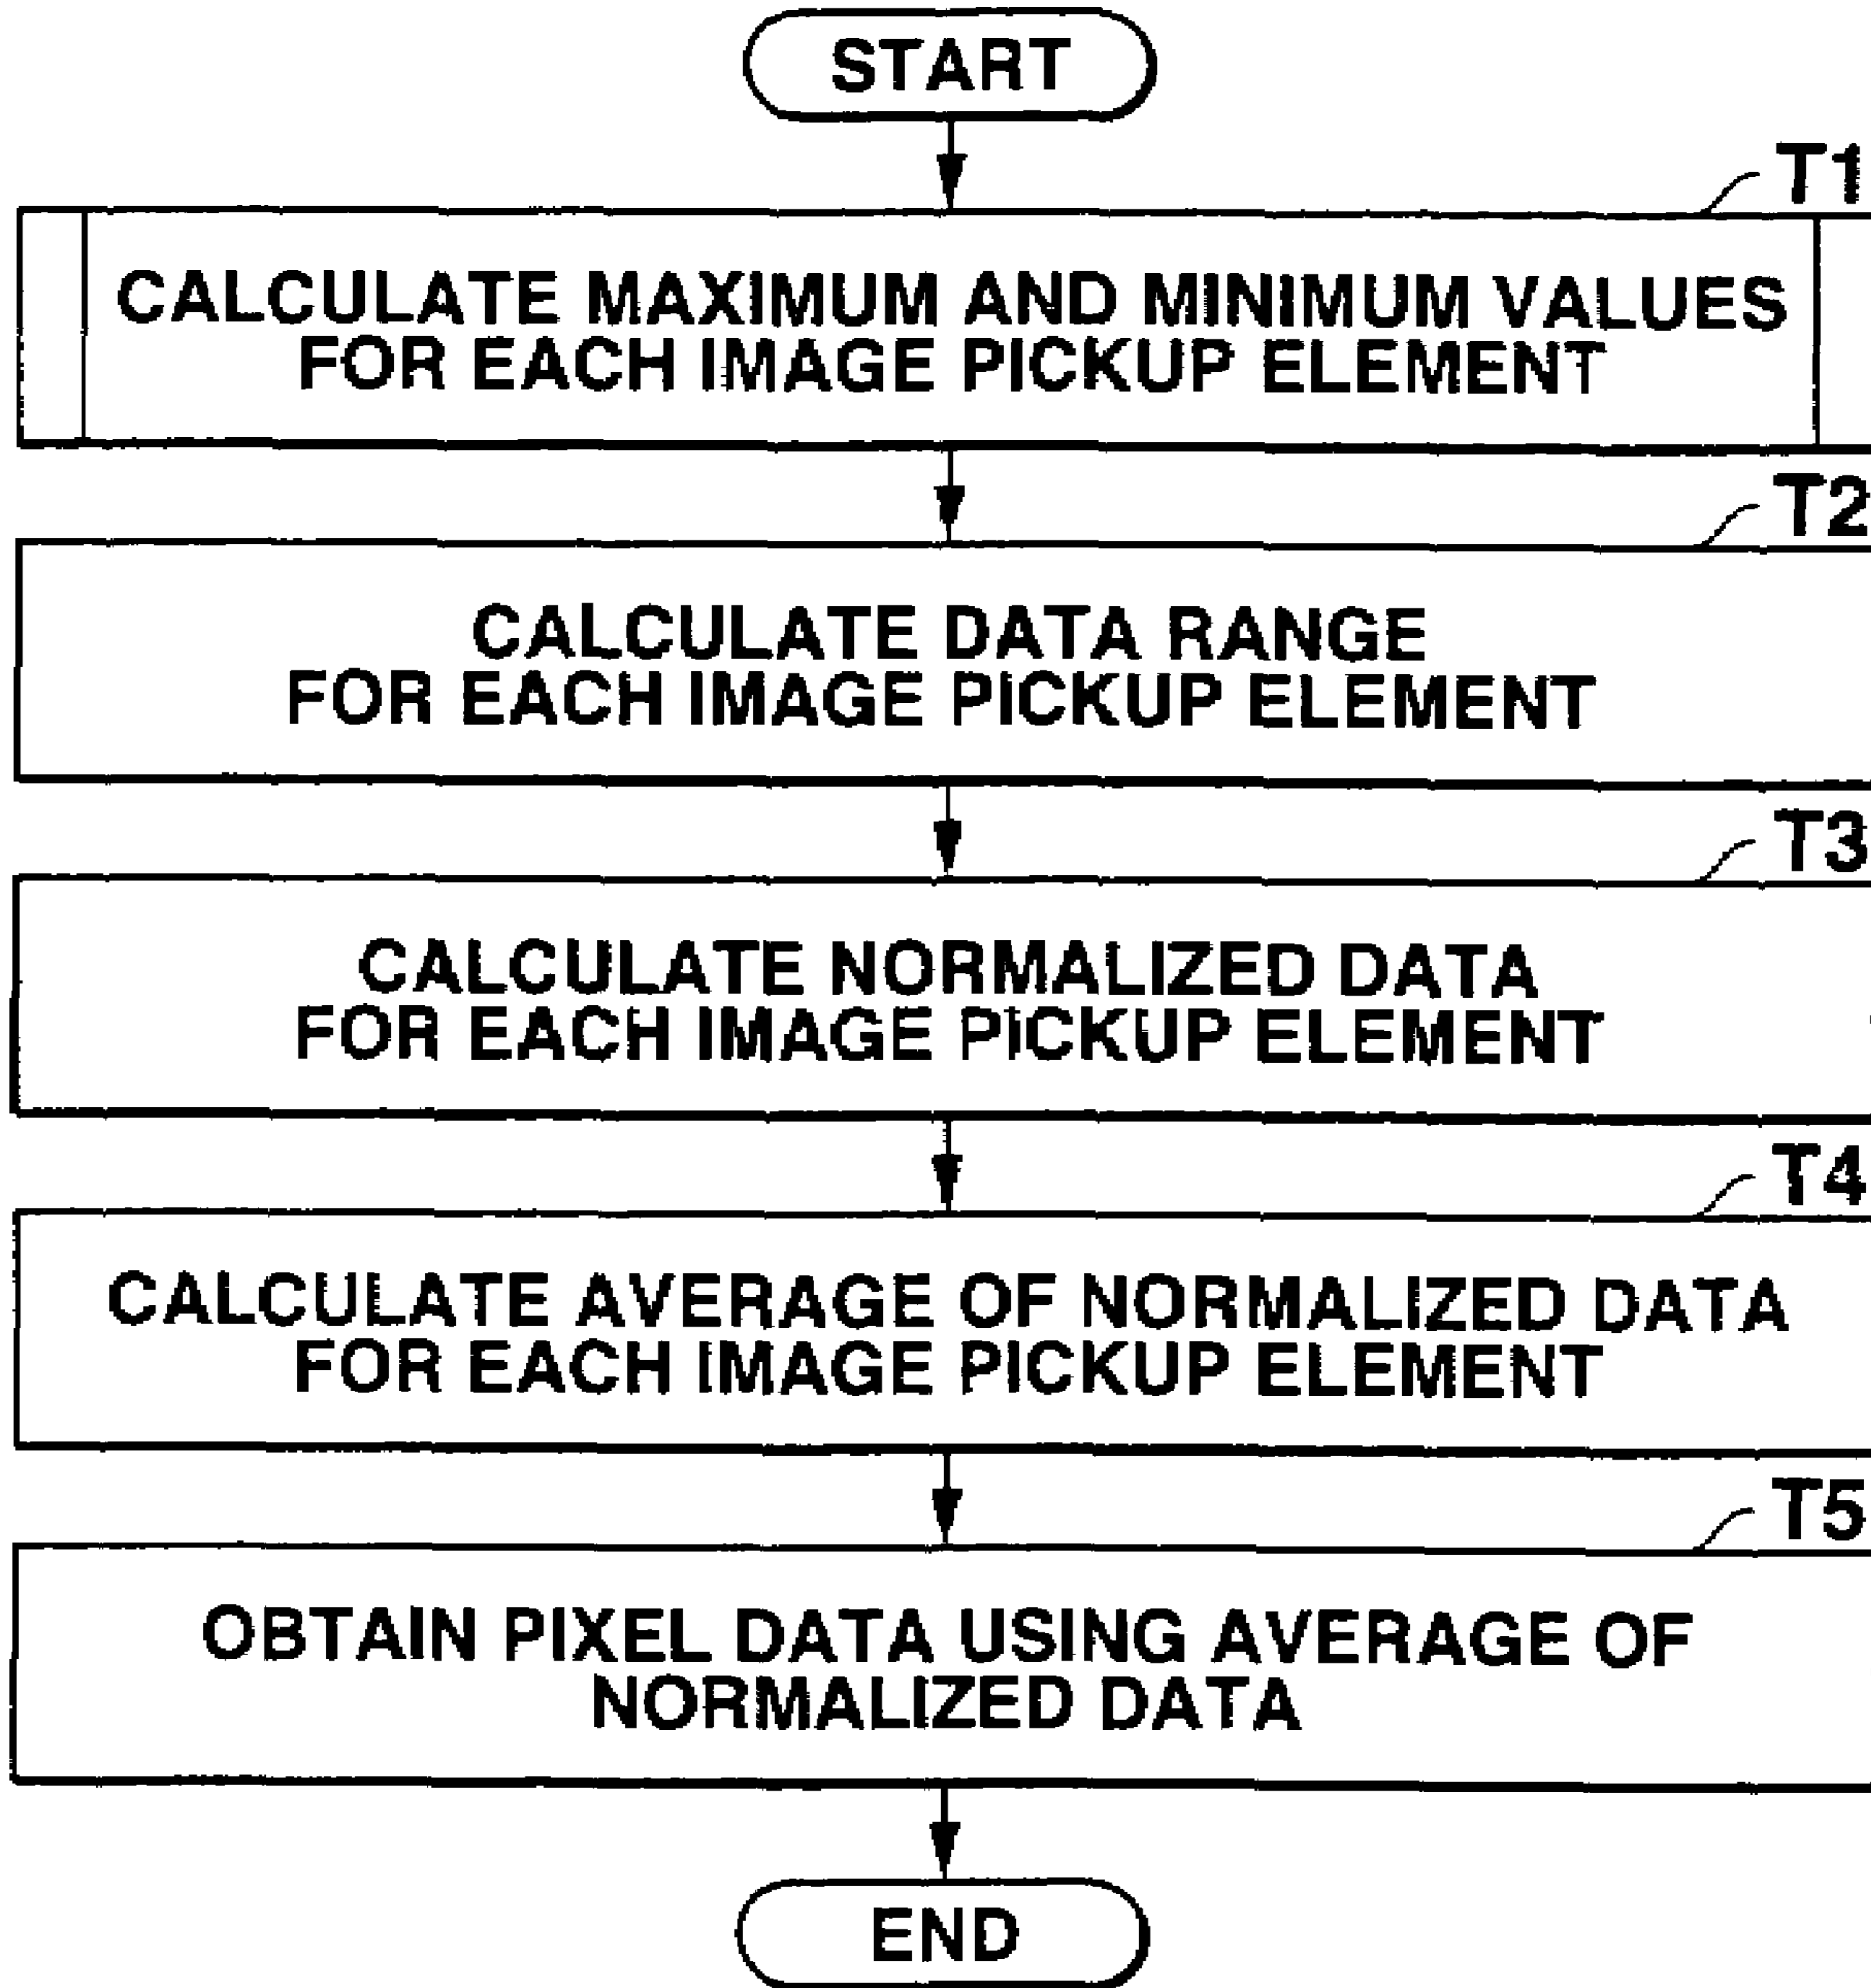 START
T1
CALCULATE MAXIMUM AND MINIMUM VALUES
FOR EACH IMAGE PICKUP ELEMENT
T2
CALCULATE DATA RANGE
FOR EACH IMAGE PICKUP ELEMENT
T3
CALCULATE NORMALIZED DATA
FOR EACH IMAGE PICKUP ELEMENT
T4
CALCULATE AVERAGE OF NORMALIZED DATA
FOR EACH IMAGE PICKUP ELEMENT
T5
OBTAIN PIXEL DATA USING AVERAGE OF
NORMALIZED DATA
END